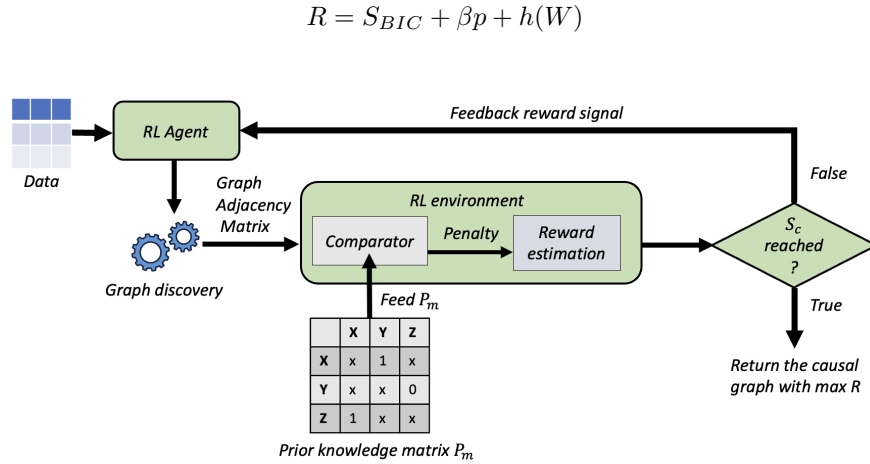 R = S_{BIC} + βp + h(W)
Feedback reward signal
RL Agent
Data
Graph
Adjacency
Matrix
Graph discovery
RL environment
Comparator
Penalty
Reward
estimation
S_c
reached
?
False
True
Return the causal
graph with max R
Feed P_m
X Y Z
X x 1 x
Y x x 0
Z 1 x x
Prior knowledge matrix P_m